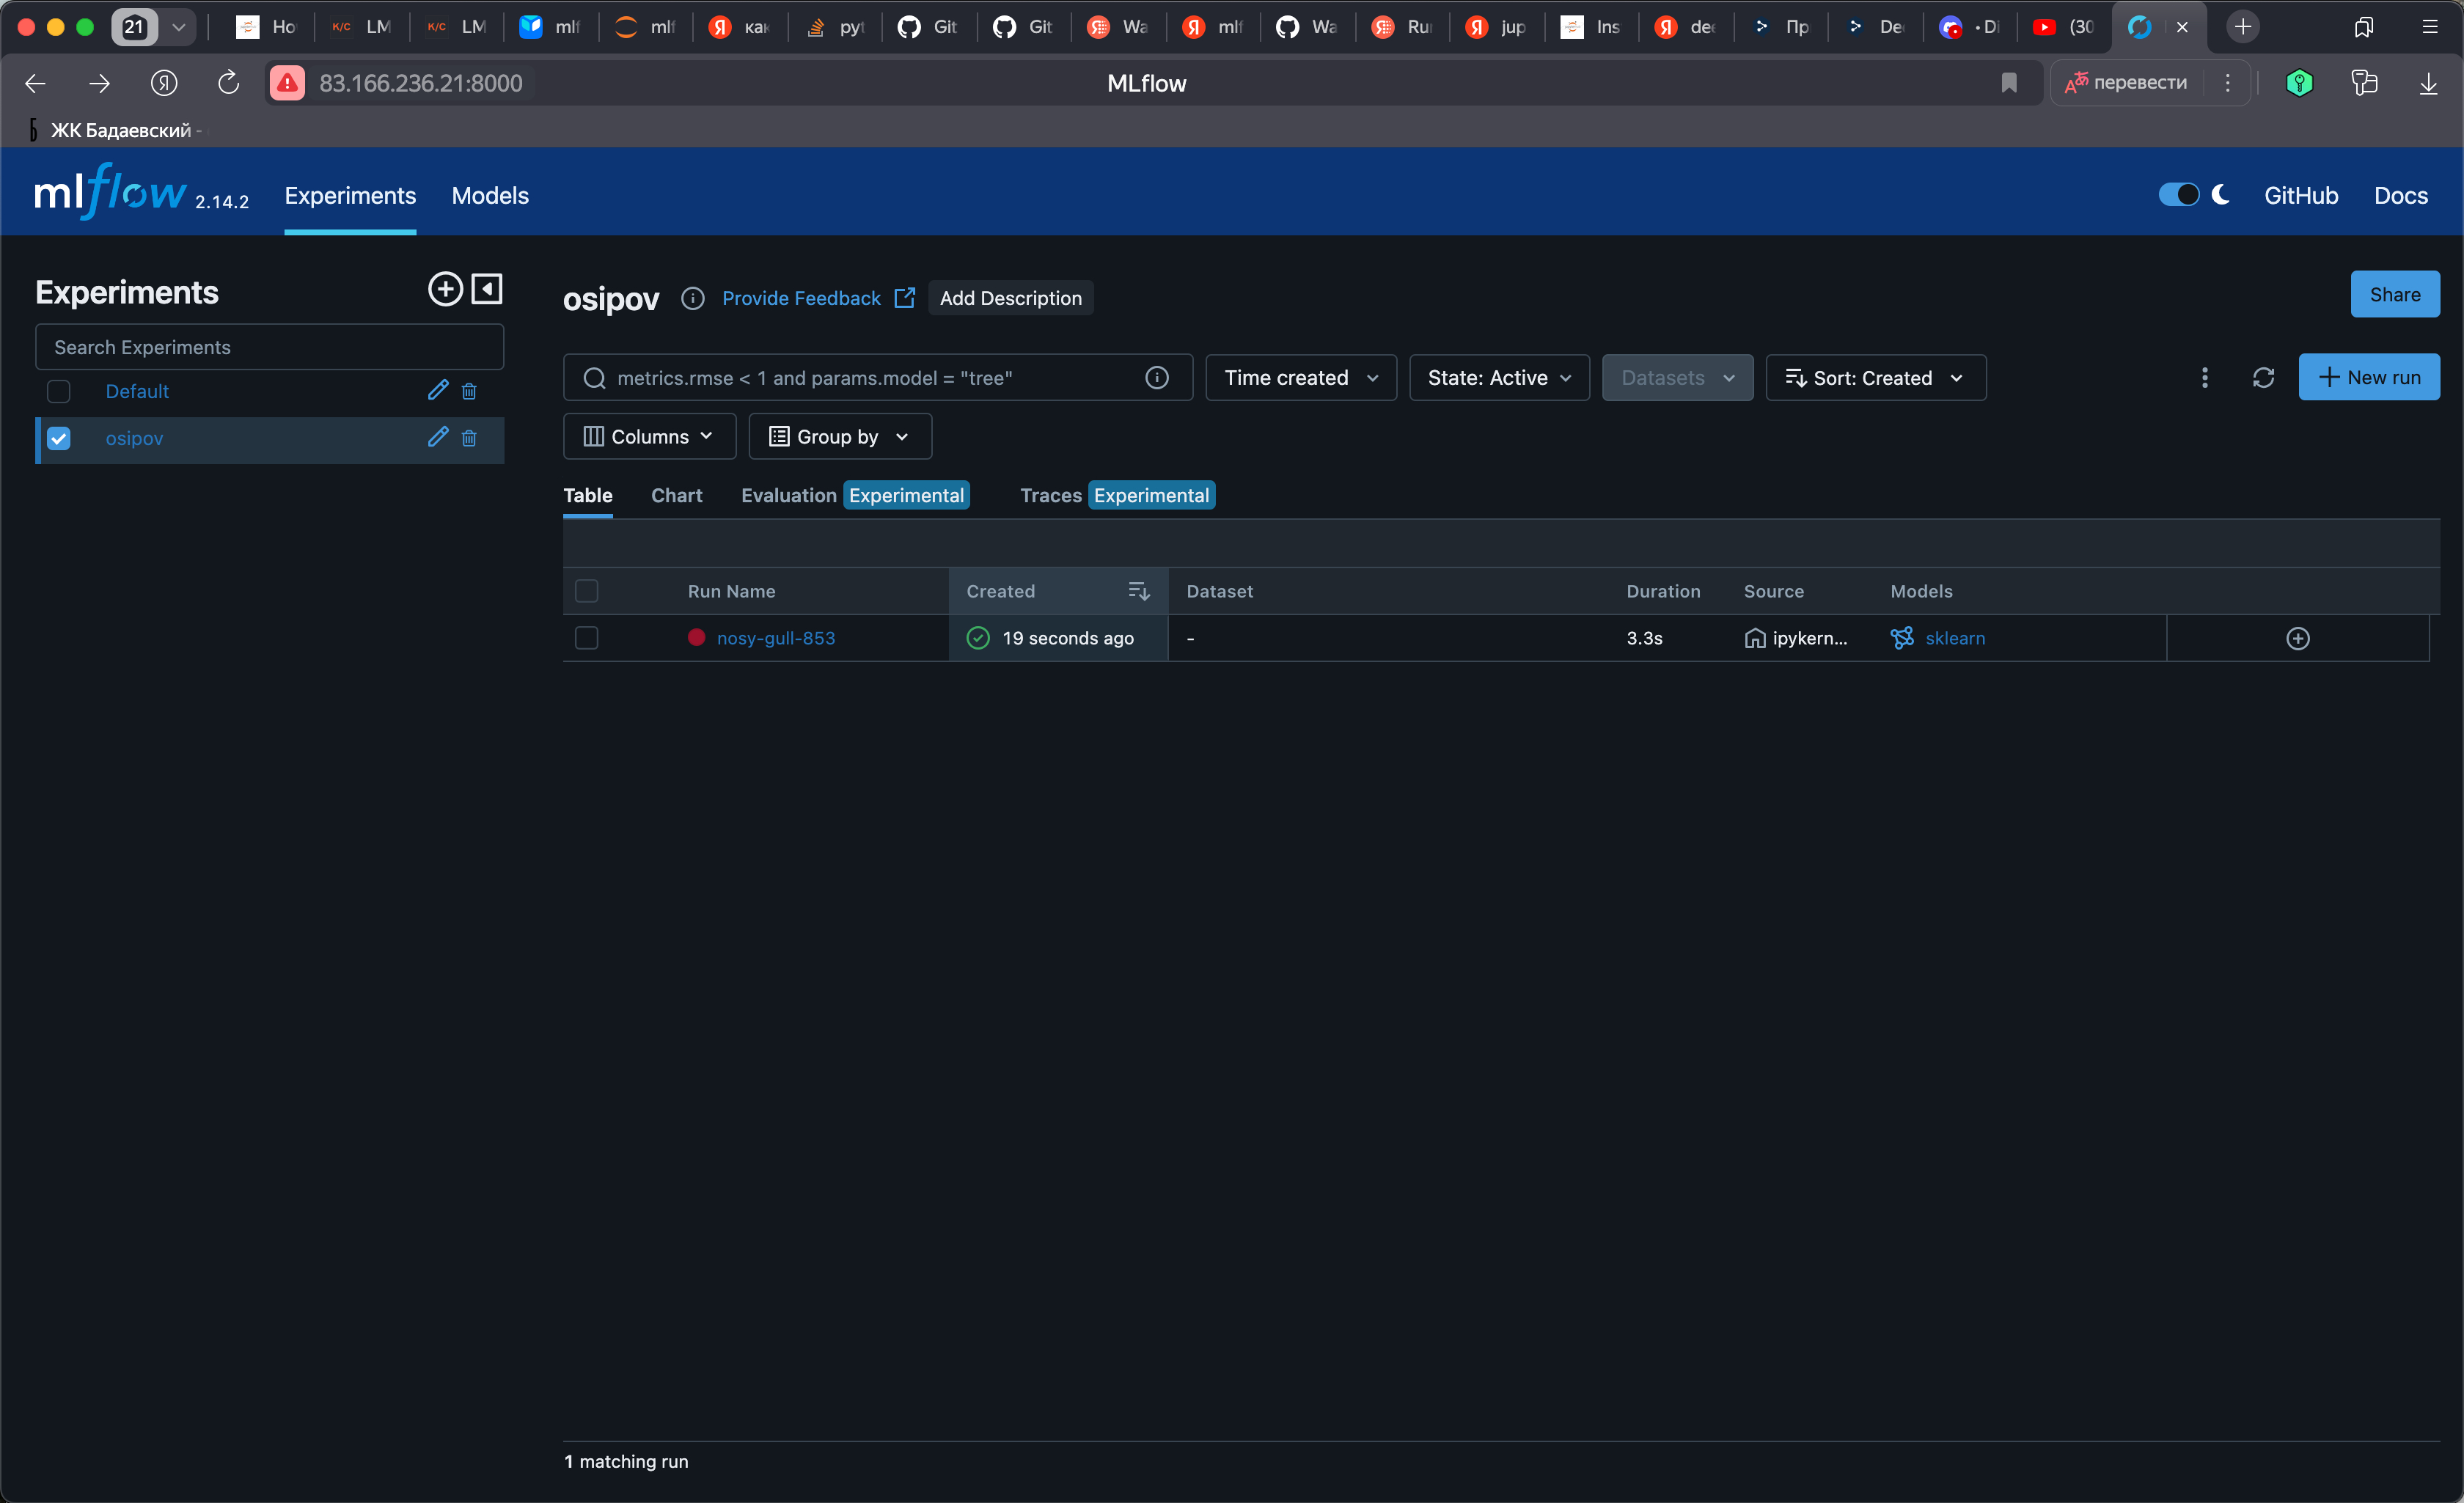 21 Но K/C LM K/C LM mlf mlf Я как pyt Git Git Wa Я mlf Wa Ru Я jup Ins Я dee Пр De • Di (30
Я 83.166.236.21:8000 MLflow перевести
Б ЖК Бадаевский -
mlflow 2.14.2 Experiments Models GitHub Docs
Experiments
Search Experiments
Default
osipov
osipov Provide Feedback Add Description Share
metrics.rmse < 1 and params.model = "tree" Time created State: Active Datasets Sort: Created New run
Columns Group by
Table Chart Evaluation Experimental Traces Experimental
Run Name Created Dataset Duration Source Models
nosy-gull-853 19 seconds ago - 3.3s ipykern... sklearn
1 matching run